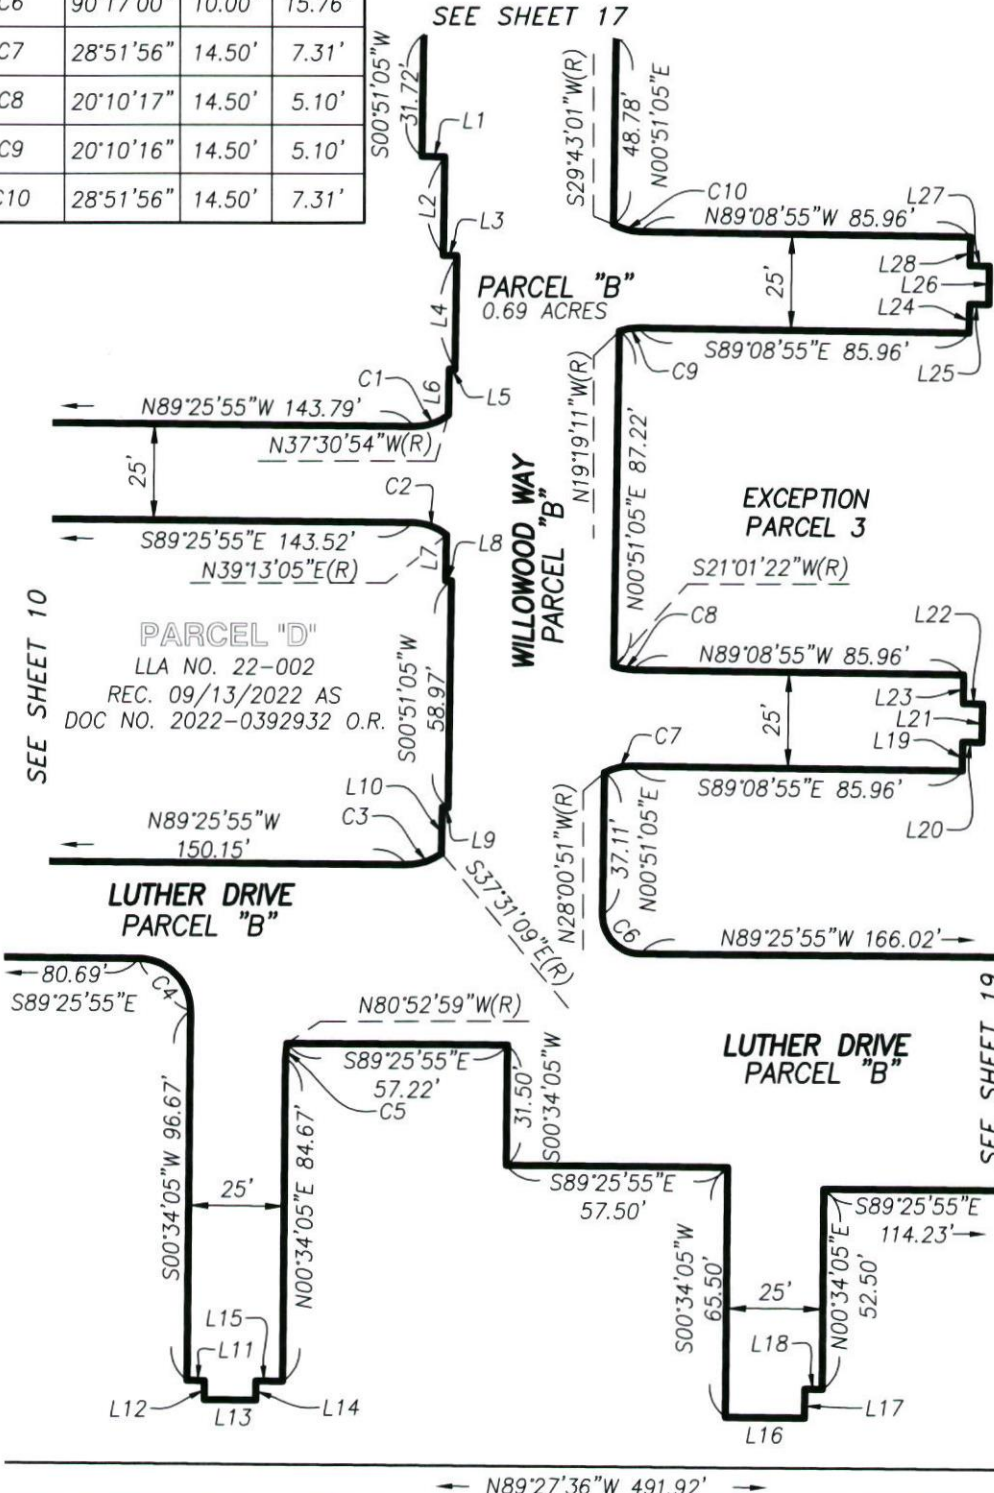 C6 90°17'00" 10.00' 15.76'
C7 28°51'56" 14.50' 7.31'
C8 20°10'17" 14.50' 5.10'
C9 20°10'16" 14.50' 5.10'
C10 28°51'56" 14.50' 7.31'
SEE SHEET 17
S00°51'05"W
31.72'
L1
L2
L3
L4
L5
L6
S29°43'01"W(R)
48.78'
N00°51'05"E
C10
N89°08'55"W 85.96'
L27
L28
L26
L24
L25
25'
S89°08'55"E 85.96'
C9
PARCEL "B"
0.69 ACRES
C1
N89°25'55"W 143.79'
N37°30'54"W(R)
25'
C2
S89°25'55"E 143.52'
N39°13'05"E(R)
L7
L8
N19°19'11"W(R)
N00°51'05"E 87.22'
WILLOWOOD WAY
PARCEL "B"
EXCEPTION
PARCEL 3
S21°01'22"W(R)
C8
SEE SHEET 10
PARCEL "D"
LLA NO. 22-002
REC. 09/13/2022 AS
DOC NO. 2022-0392932 O.R.
S00°51'05"W
58.97'
N89°08'55"W 85.96'
L22
L23
L21
L19
L20
25'
C7
S89°08'55"E 85.96'
L10
C3
L9
N89°25'55"W
150.15'
S37°31'09"E(R)
N28°00'51"W(R)
37.11'
N00°51'05"E
C6
N89°25'55"W 166.02'
LUTHER DRIVE
PARCEL "B"
80.69'
S89°25'55"E
C4
N80°52'59"W(R)
S89°25'55"E
57.22'
C5
31.50'
S00°34'05"W
LUTHER DRIVE
PARCEL "B"
SEE SHEET 19
S00°34'05"W 96.67'
25'
N00°34'05"E 84.67'
S89°25'55"E
57.50'
S00°34'05"W
65.50'
25'
N00°34'05"E
52.50'
S89°25'55"E
114.23'
L15
L11
L12
L13
L14
L18
L17
L16
N89°27'36"W 491.92'